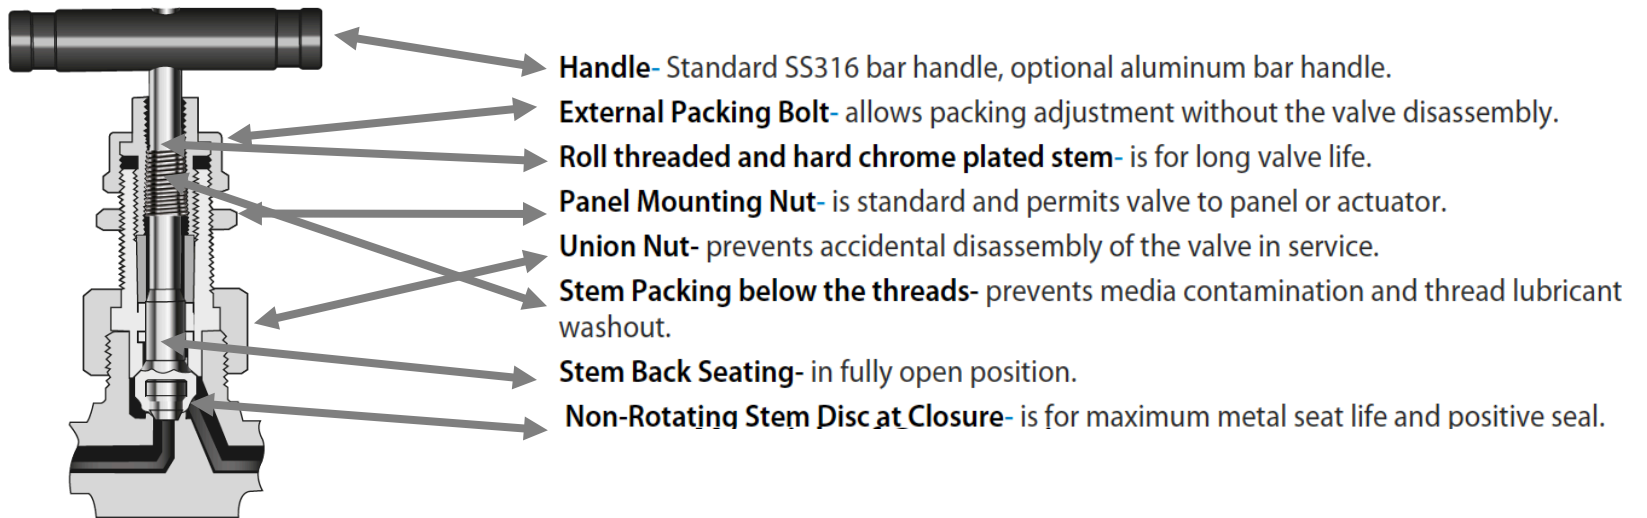 Handle- Standard SS316 bar handle, optional aluminum bar handle.
External Packing Bolt- allows packing adjustment without the valve disassembly.
Roll threaded and hard chrome plated stem- is for long valve life.
Panel Mounting Nut- is standard and permits valve to panel or actuator.
Union Nut- prevents accidental disassembly of the valve in service.
Stem Packing below the threads- prevents media contamination and thread lubricant
washout.
Stem Back Seating- in fully open position.
Non-Rotating Stem Disc at Closure- is for maximum metal seat life and positive seal.